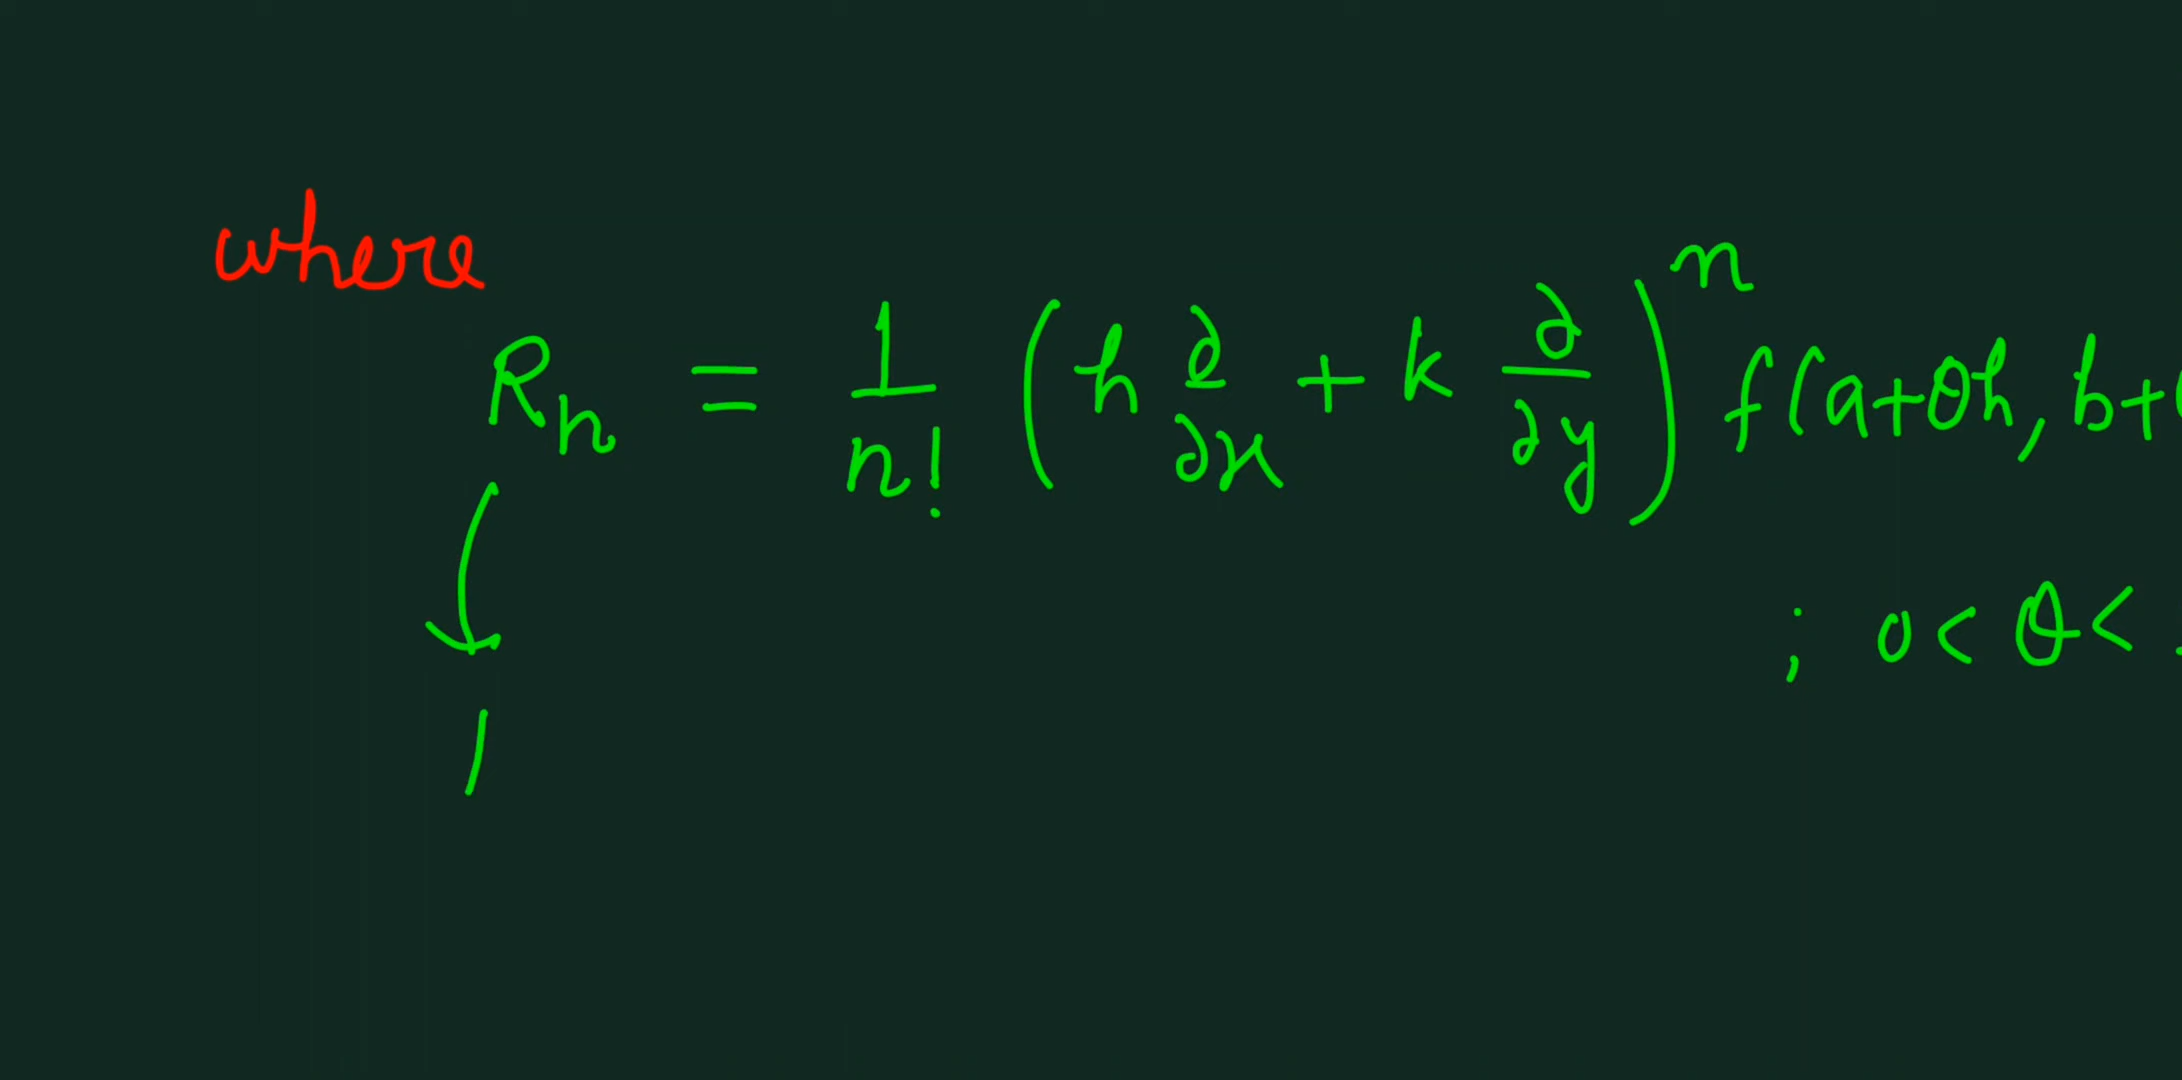 where
Rn = 1/n! (h ∂/∂x + k ∂/∂y)^n f(a+θh, b+
; 0 < θ <